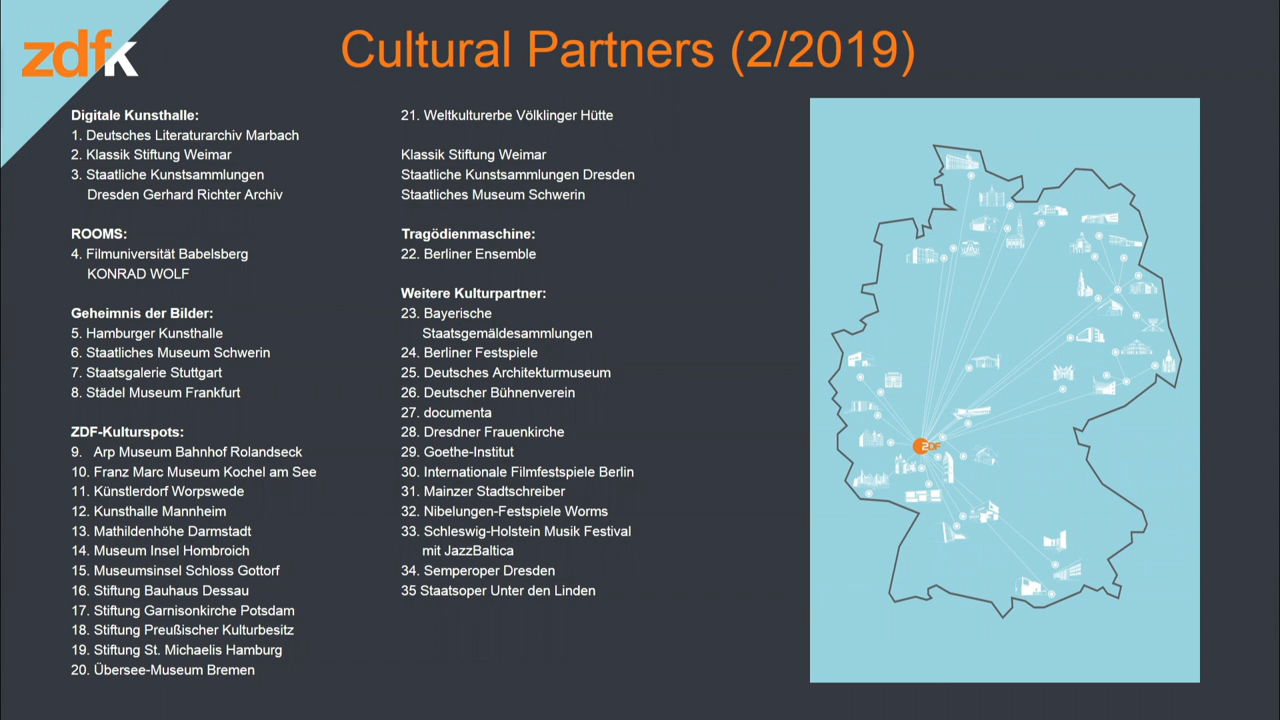 zdfk
Cultural Partners (2/2019)
Digitale Kunsthalle:
1. Deutsches Literaturarchiv Marbach
2. Klassik Stiftung Weimar
3. Staatliche Kunstsammlungen
Dresden Gerhard Richter Archiv
ROOMS:
4. Filmuniversität Babelsberg
KONRAD WOLF
Geheimnis der Bilder:
5. Hamburger Kunsthalle
6. Staatliches Museum Schwerin
7. Staatsgalerie Stuttgart
8. Städel Museum Frankfurt
ZDF-Kulturspots:
9. Arp Museum Bahnhof Rolandseck
10. Franz Marc Museum Kochel am See
11. Künstlerdorf Worpswede
12. Kunsthalle Mannheim
13. Mathildenhöhe Darmstadt
14. Museum Insel Hombroich
15. Museumsinsel Schloss Gottorf
16. Stiftung Bauhaus Dessau
17. Stiftung Garnisonkirche Potsdam
18. Stiftung Preußischer Kulturbesitz
19. Stiftung St. Michaelis Hamburg
20. Übersee-Museum Bremen
21. Weltkulturerbe Völklinger Hütte
Klassik Stiftung Weimar
Staatliche Kunstsammlungen Dresden
Staatliches Museum Schwerin
Tragödienmaschine:
22. Berliner Ensemble
Weitere Kulturpartner:
23. Bayerische
Staatsgemäldesammlungen
24. Berliner Festspiele
25. Deutsches Architekturmuseum
26. Deutscher Bühnenverein
27. documenta
28. Dresdner Frauenkirche
29. Goethe-Institut
30. Internationale Filmfestspiele Berlin
31. Mainzer Stadtschreiber
32. Nibelungen-Festspiele Worms
33. Schleswig-Holstein Musik Festival
mit JazzBaltica
34. Semperoper Dresden
35 Staatsoper Unter den Linden
ZDF